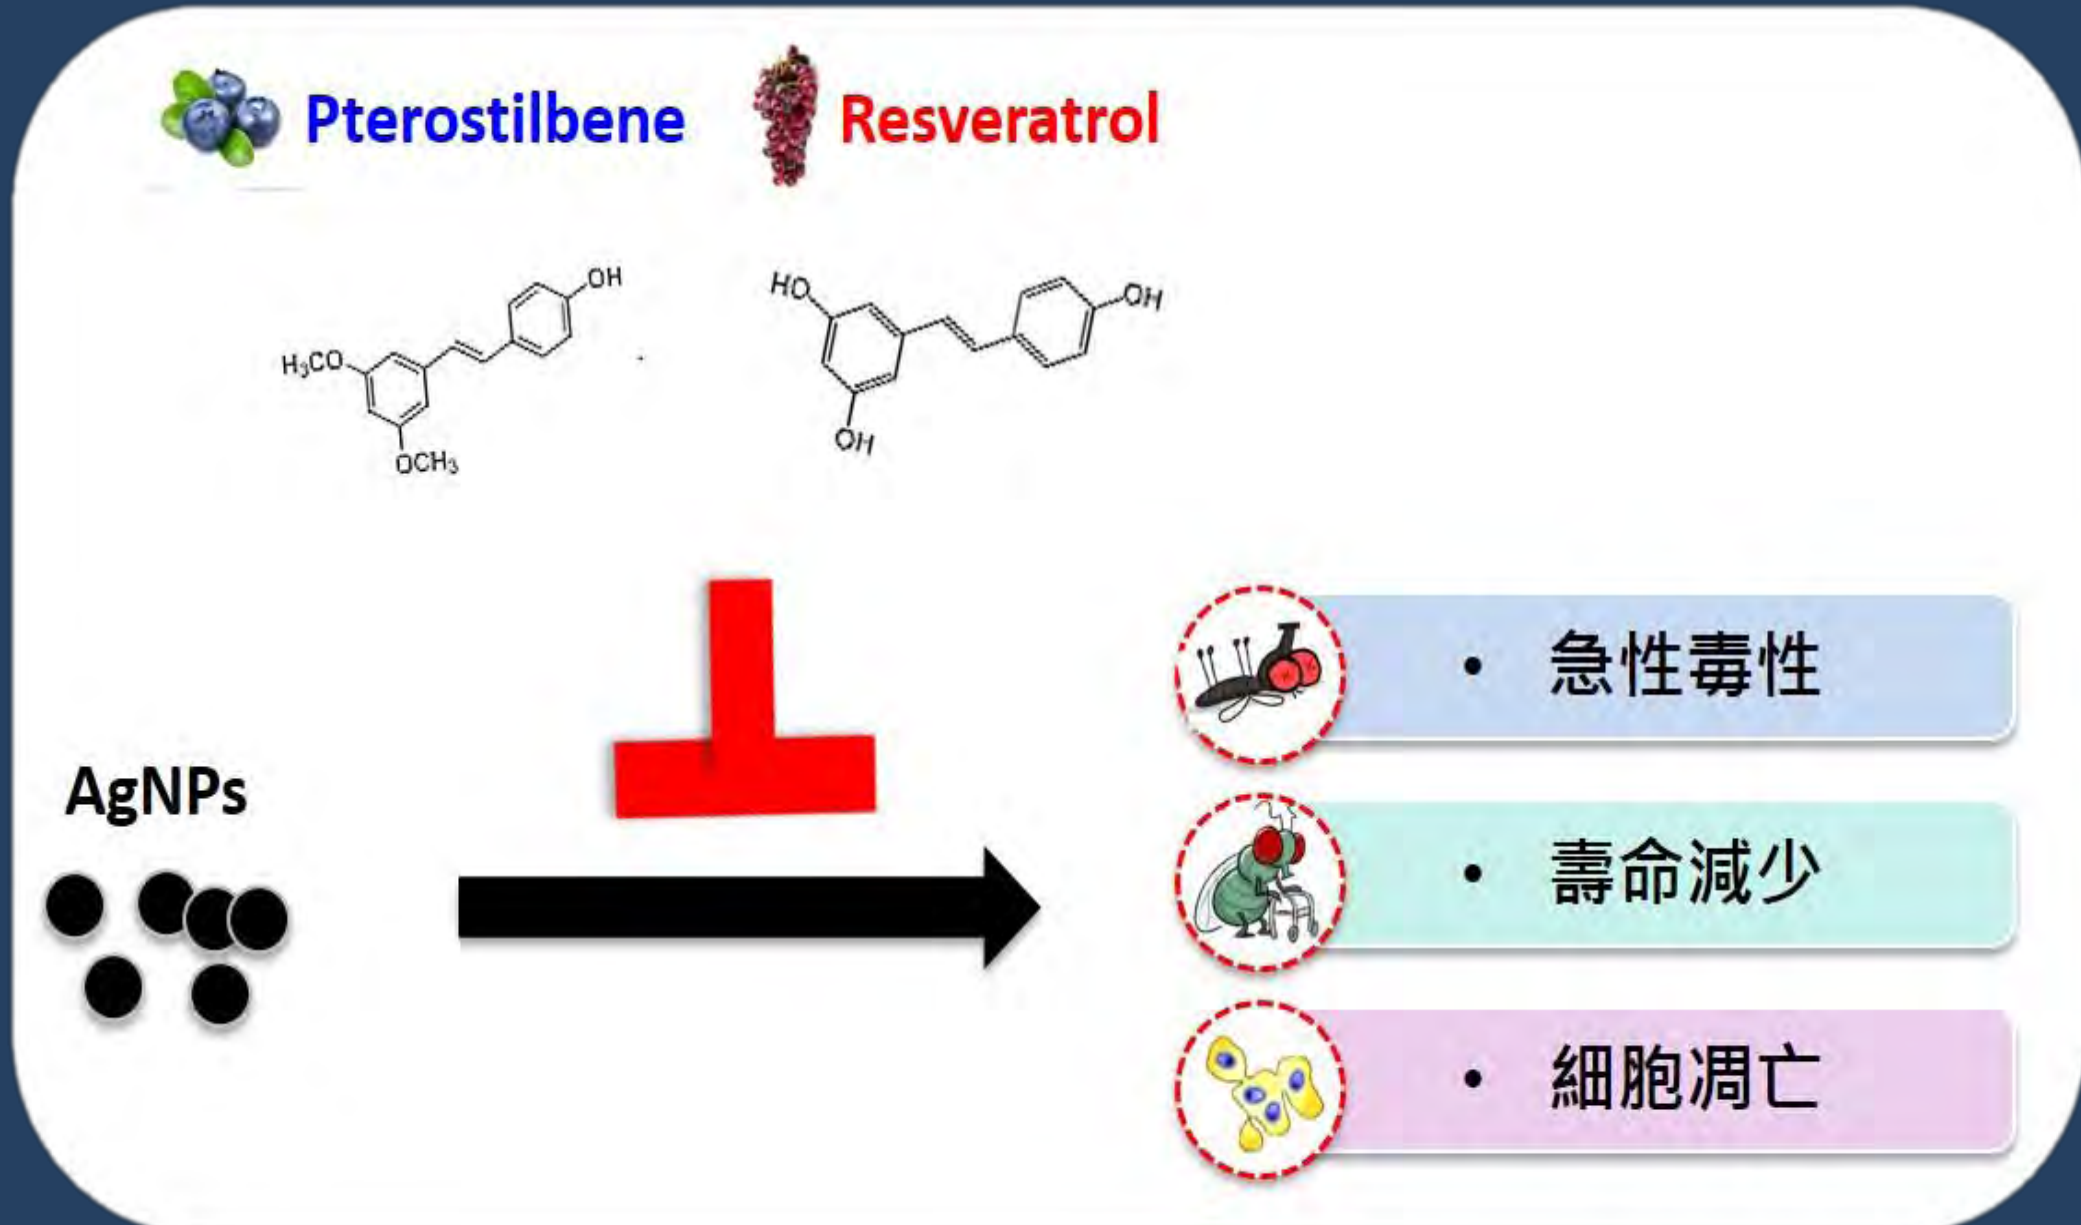 Pterostilbene
Resveratrol
OH
H₃CO
OCH₃
HO
OH
OH
AgNPs
• 急性毒性
• 壽命減少
• 細胞凋亡